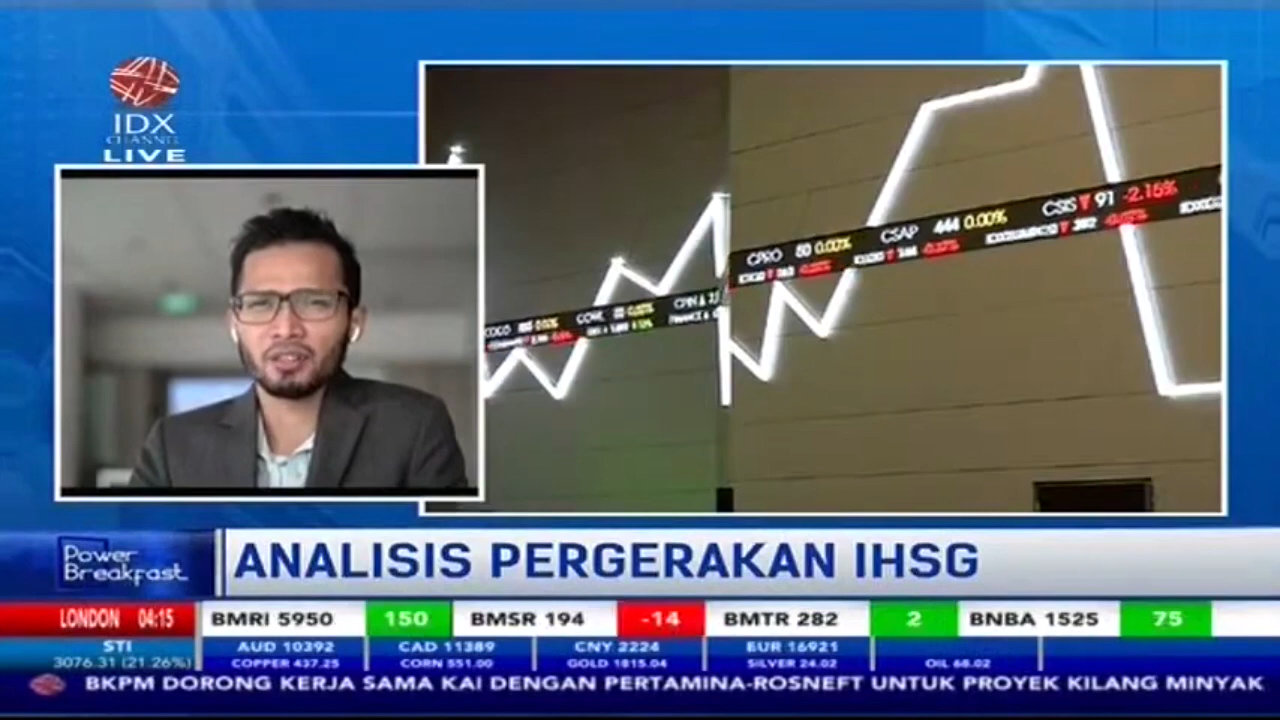 IDX
CHANNEL
LIVE
CPRO 50 0.00%
CSAP 444 0.00%
CSIS 91 -2.15%
Power
Breakfast
ANALISIS PERGERAKAN IHSG
LONDON 04:15 BMRI 5950 150 BMSR 194 -14 BMTR 282 2 BNBA 1525 75
STI AUD 10392 CAD 11389 CNY 2224 EUR 16921
3076.31 (21.26%) COPPER 437.25 CORN 551.00 GOLD 1815.04 SILVER 24.02 OIL 68.02
BKPM DORONG KERJA SAMA KAI DENGAN PERTAMINA-ROSNEFT UNTUK PROYEK KILANG MINYAK